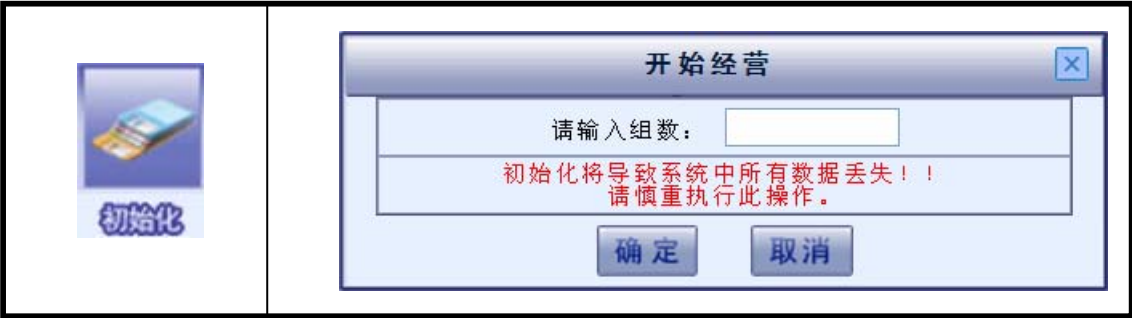 初始化
开始经营
请输入组数：
初始化将导致系统中所有数据丢失！！
请慎重执行此操作。
确定
取消